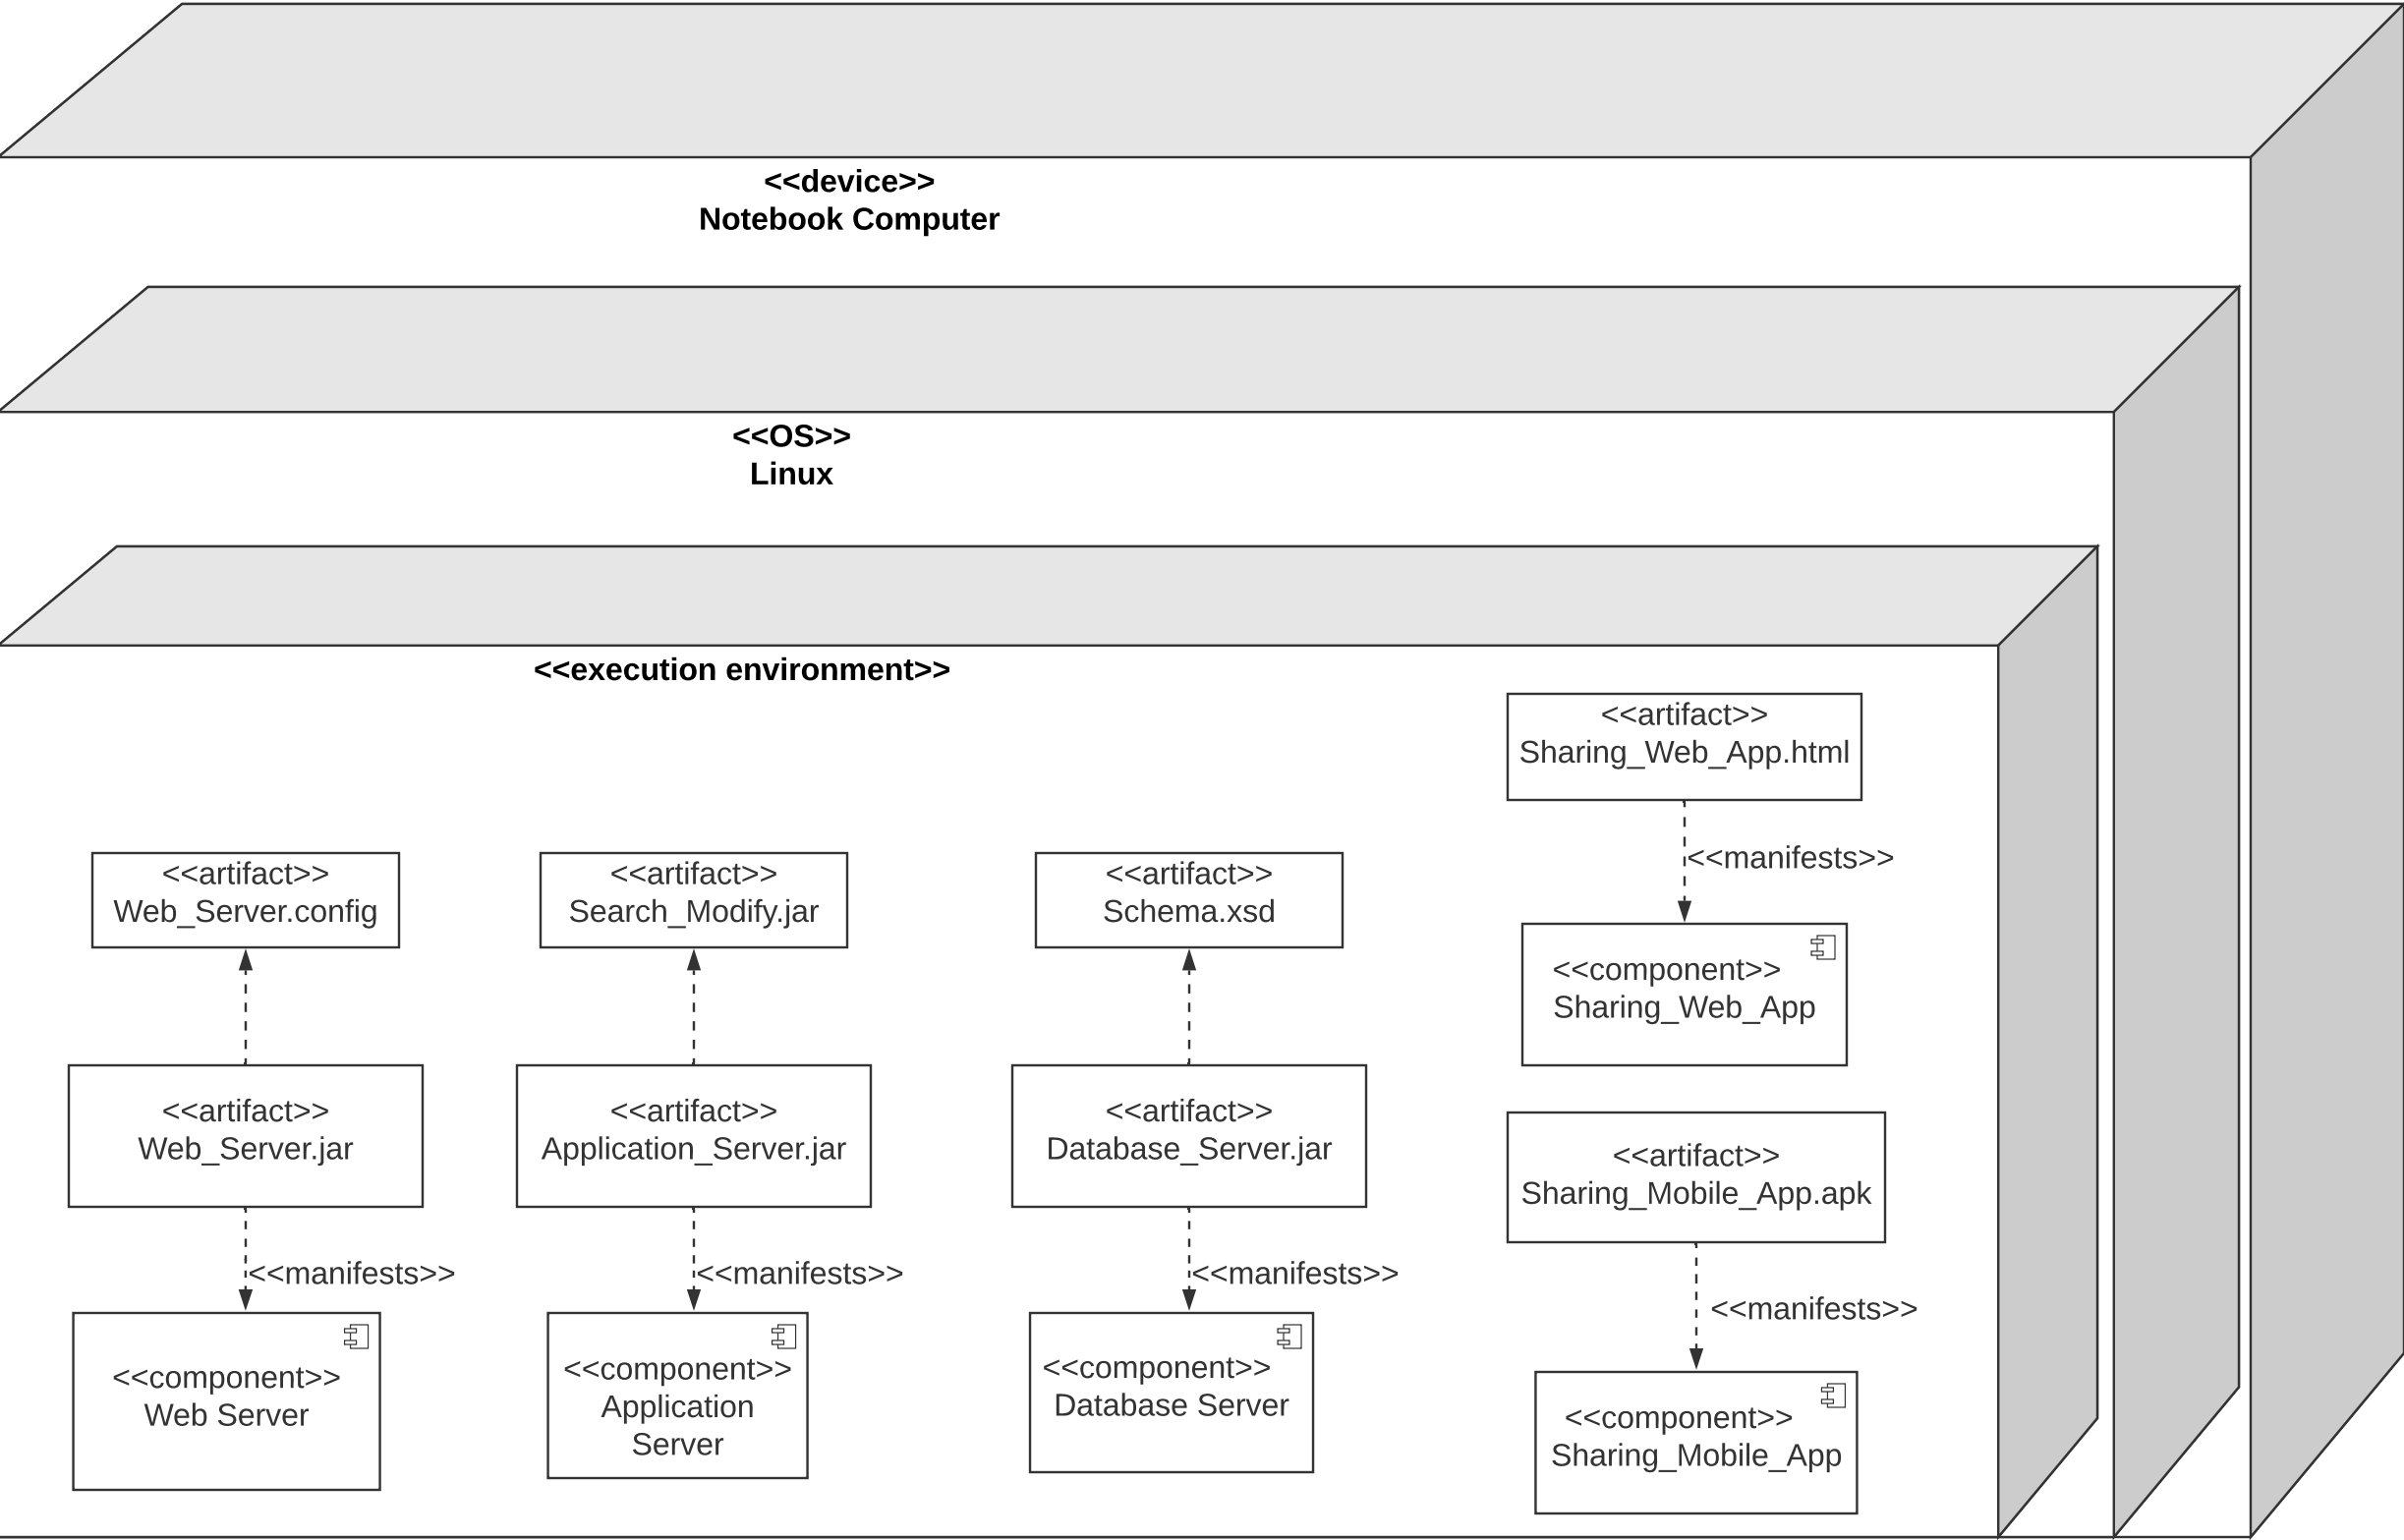 <<device>>
Notebook Computer
<<OS>>
Linux
<<execution environment>>
<<artifact>>
Sharing_Web_App.html
<<manifests>>
<<artifact>>
Web_Server.config
<<artifact>>
Search_Modify.jar
<<artifact>>
Schema.xsd
<<component>>
Sharing_Web_App
<<artifact>>
Web_Server.jar
<<artifact>>
Application_Server.jar
<<artifact>>
Database_Server.jar
<<artifact>>
Sharing_Mobile_App.apk
<<manifests>>
<<manifests>>
<<manifests>>
<<manifests>>
<<component>>
Web Server
<<component>>
Application
Server
<<component>>
Database Server
<<component>>
Sharing_Mobile_App